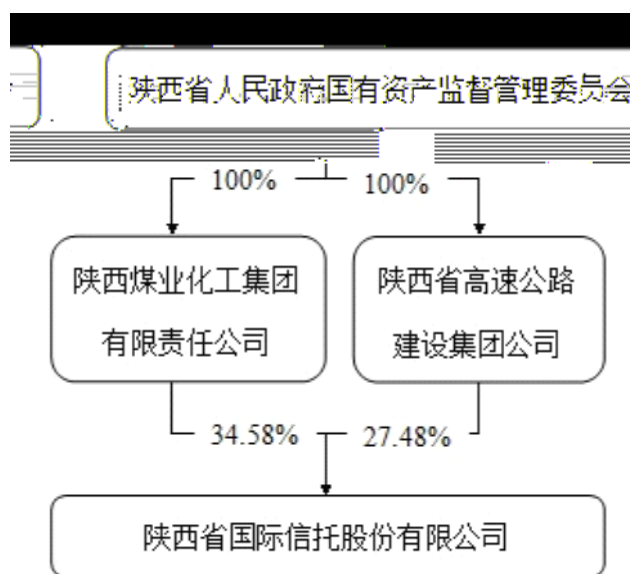 陕西省人民政府国有资产监督管理委员会
100%
100%
陕西煤业化工集团
有限责任公司
陕西省高速公路
建设集团公司
34.58%
27.48%
陕西省国际信托股份有限公司